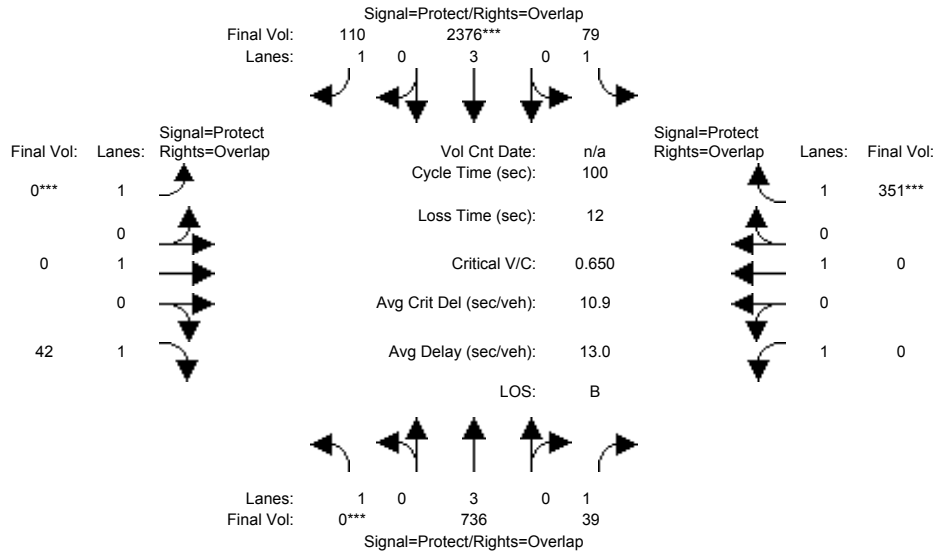 Signal=Protect/Rights=Overlap
Final Vol: 110 2376*** 79
Lanes: 1 0 3 0 1
Signal=Protect
Final Vol: Lanes: Rights=Overlap
Vol Cnt Date: n/a
Signal=Protect
Rights=Overlap Lanes: Final Vol:
Cycle Time (sec): 100
0*** 1
1 351***
Loss Time (sec): 12
0
0
0 1
Critical V/C: 0.650
1 0
0
Avg Crit Del (sec/veh): 10.9
0
42 1
Avg Delay (sec/veh): 13.0
1 0
LOS: B
Lanes: 1 0 3 0 1
Final Vol: 0*** 736 39
Signal=Protect/Rights=Overlap